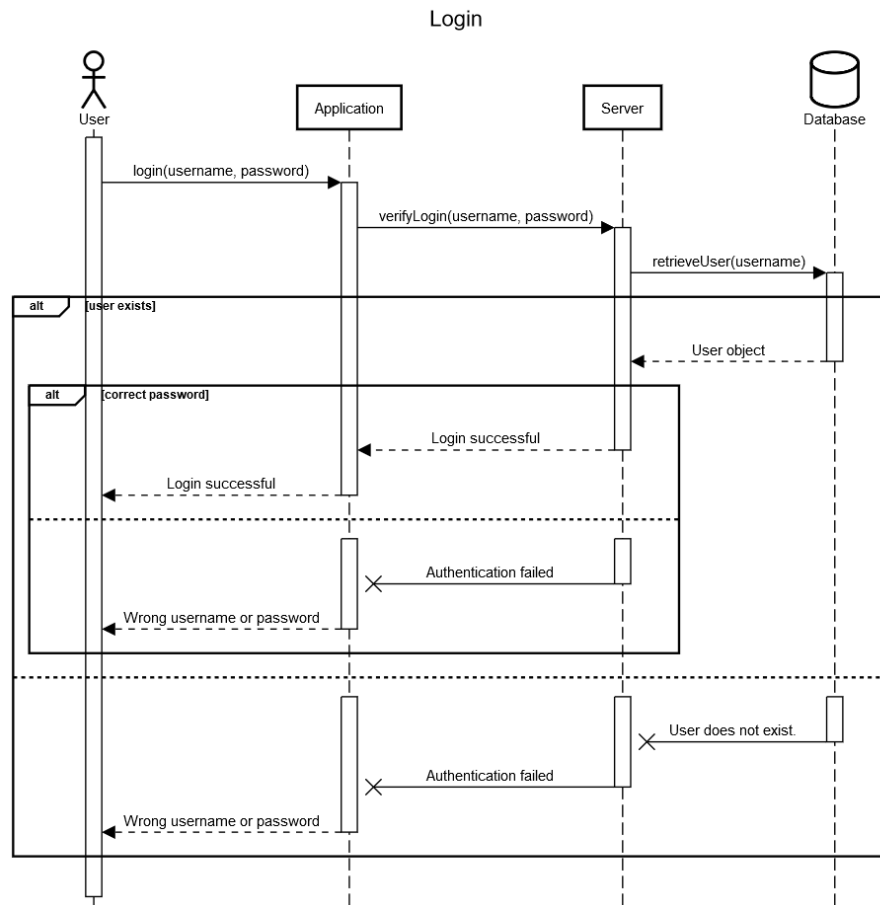 Login
User
Application
Server
Database
login(username, password)
verifyLogin(username, password)
retrieveUser(username)
alt
[user exists]
User object
alt
[correct password]
Login successful
Login successful
Authentication failed
Wrong username or password
User does not exist.
Authentication failed
Wrong username or password